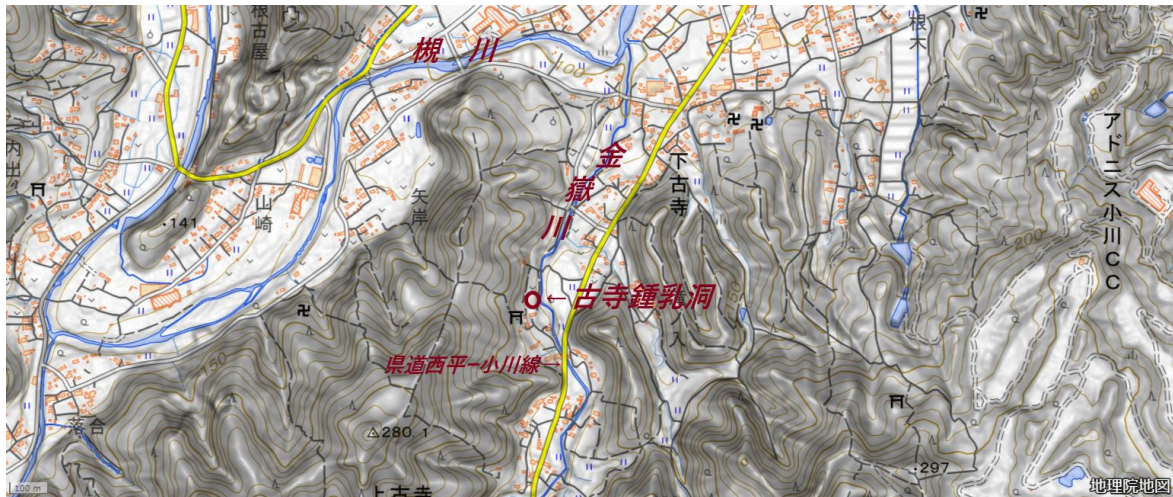 根古屋
槻川
根木
100
180
アドニス小川CC
金嶽川
下古寺
内出
矢岸
山崎
・141
200
o←古寺鍾乳洞
人
県道西平ー小川線→
150
落合
280.1
・297
上古寺
100 m
地理院地図